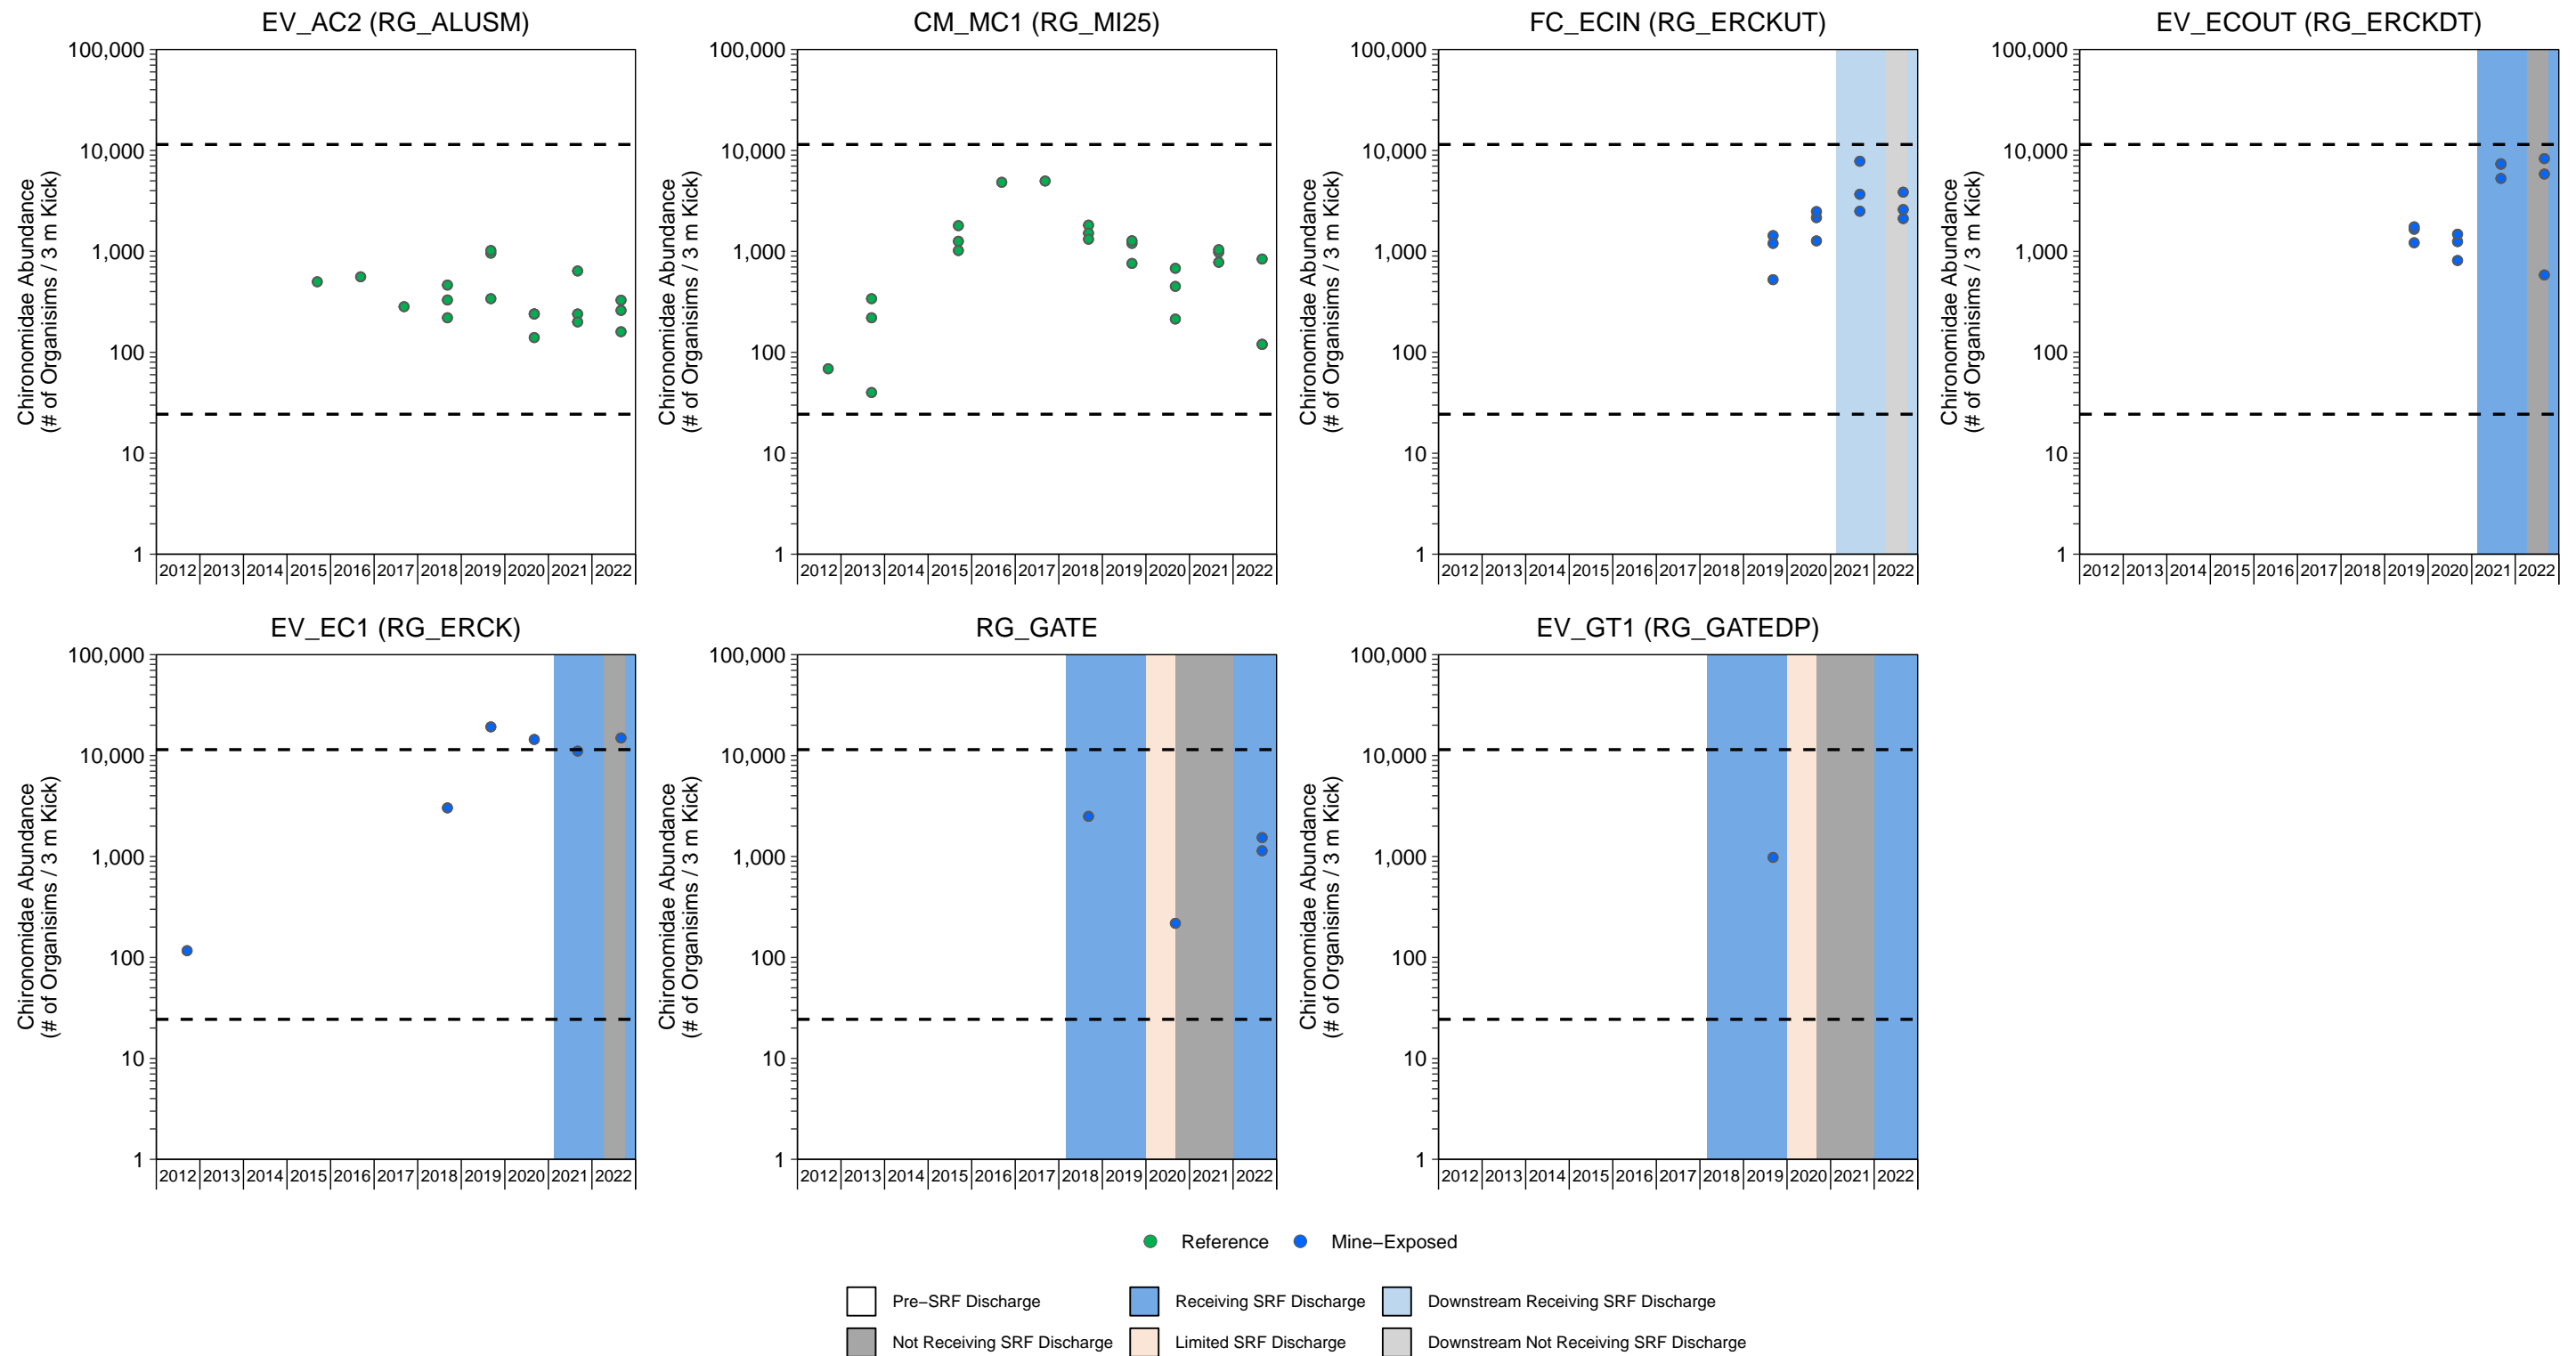 EV_AC2 (RG_ALUSM)
100,000
10,000
1,000
100
10
1
Chironomidae Abundance
(# of Organisims / 3 m Kick)
2012 2013 2014 2015 2016 2017 2018 2019 2020 2021 2022
CM_MC1 (RG_MI25)
100,000
10,000
1,000
100
10
1
Chironomidae Abundance
(# of Organisims / 3 m Kick)
2012 2013 2014 2015 2016 2017 2018 2019 2020 2021 2022
FC_ECIN (RG_ERCKUT)
100,000
10,000
1,000
100
10
1
Chironomidae Abundance
(# of Organisims / 3 m Kick)
2012 2013 2014 2015 2016 2017 2018 2019 2020 2021 2022
EV_ECOUT (RG_ERCKDT)
100,000
10,000
1,000
100
10
1
Chironomidae Abundance
(# of Organisims / 3 m Kick)
2012 2013 2014 2015 2016 2017 2018 2019 2020 2021 2022
EV_EC1 (RG_ERCK)
100,000
10,000
1,000
100
10
1
Chironomidae Abundance
(# of Organisims / 3 m Kick)
2012 2013 2014 2015 2016 2017 2018 2019 2020 2021 2022
RG_GATE
100,000
10,000
1,000
100
10
1
Chironomidae Abundance
(# of Organisims / 3 m Kick)
2012 2013 2014 2015 2016 2017 2018 2019 2020 2021 2022
EV_GT1 (RG_GATEDP)
100,000
10,000
1,000
100
10
1
Chironomidae Abundance
(# of Organisims / 3 m Kick)
2012 2013 2014 2015 2016 2017 2018 2019 2020 2021 2022
Reference Mine−Exposed
Pre−SRF Discharge Receiving SRF Discharge Downstream Receiving SRF Discharge
Not Receiving SRF Discharge Limited SRF Discharge Downstream Not Receiving SRF Discharge